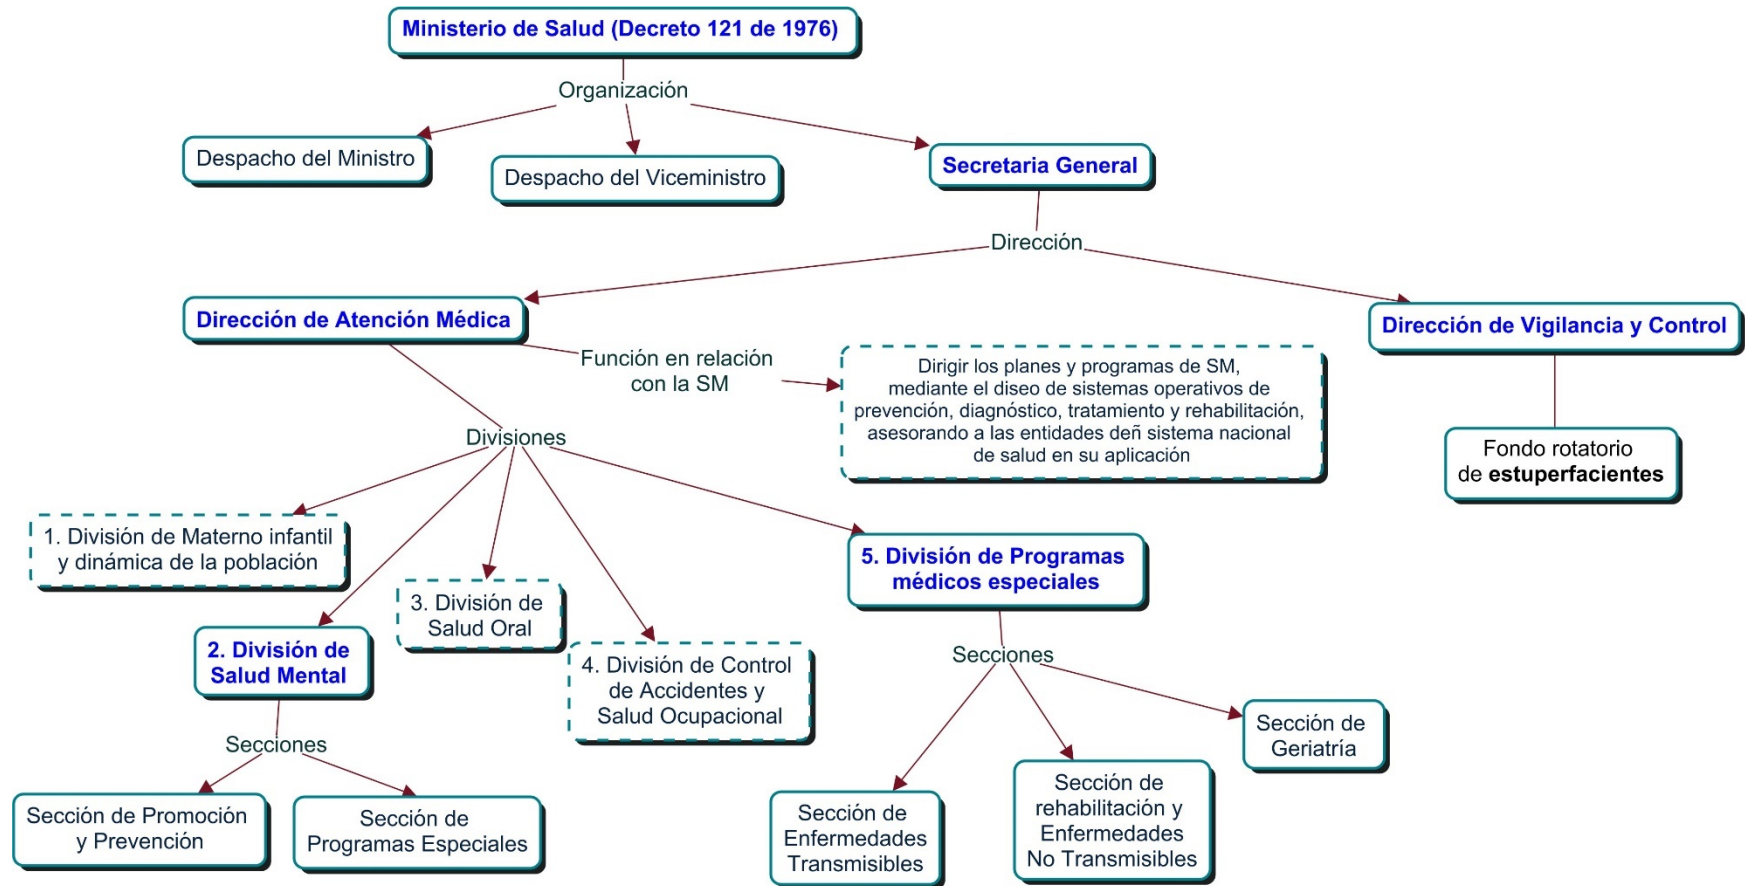 Ministerio de Salud (Decreto 121 de 1976)
Organización
Despacho del Ministro
Despacho del Viceministro
Secretaria General
Dirección
Dirección de Atención Médica
Dirección de Vigilancia y Control
Función en relación
con la SM
Dirigir los planes y programas de SM,
mediante el diseo de sistemas operativos de
prevención, diagnóstico, tratamiento y rehabilitación,
asesorando a las entidades deñ sistema nacional
de salud en su aplicación
Fondo rotatorio
de estuperfacientes
Divisiones
1. División de Materno infantil
y dinámica de la población
2. División de
Salud Mental
3. División de
Salud Oral
4. División de Control
de Accidentes y
Salud Ocupacional
5. División de Programas
médicos especiales
Secciones
Sección de Promoción
y Prevención
Sección de
Programas Especiales
Secciones
Sección de
Enfermedades
Transmisibles
Sección de
rehabilitación y
Enfermedades
No Transmisibles
Sección de
Geriatría